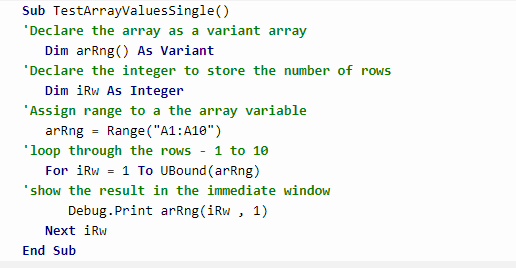 Sub TestArrayValuesSingle()
'Declare the array as a variant array
Dim arRng() As Variant
'Declare the integer to store the number of rows
Dim iRw As Integer
'Assign range to a the array variable
arRng = Range("A1:A10")
'loop through the rows - 1 to 10
For iRw = 1 To UBound(arRng)
'show the result in the immediate window
Debug.Print arRng(iRw , 1)
Next iRw
End Sub